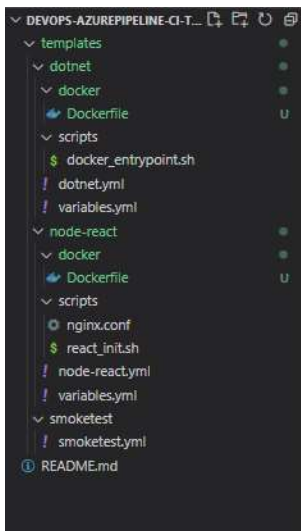 DEVOPS-AZUREPIPELINE-CI-T...
templates
dotnet
docker
Dockerfile U
scripts
$ docker_entrypoint.sh
! dotnet.yml
! variables.yml
node-react
docker
Dockerfile U
scripts
nginx.conf
$ react_init.sh
! node-react.yml
! variables.yml
smoketest
! smoketest.yml
README.md